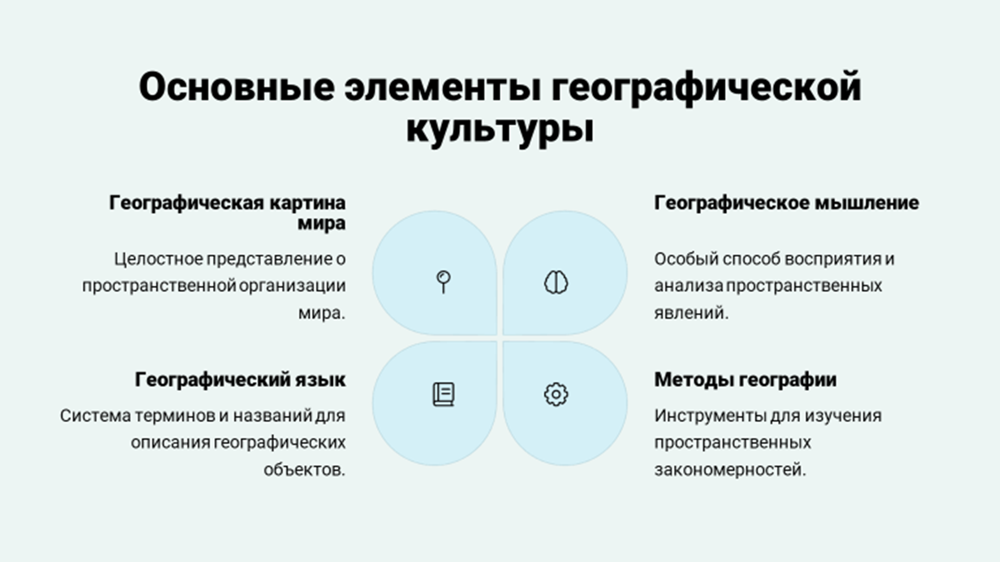 Основные элементы географической
культуры
Географическая картина
мира
Целостное представление о
пространственной организации
мира.
Географическое мышление
Особый способ восприятия и
анализа пространственных
явлений.
Географический язык
Система терминов и названий для
описания географических
объектов.
Методы географии
Инструменты для изучения
пространственных
закономерностей.